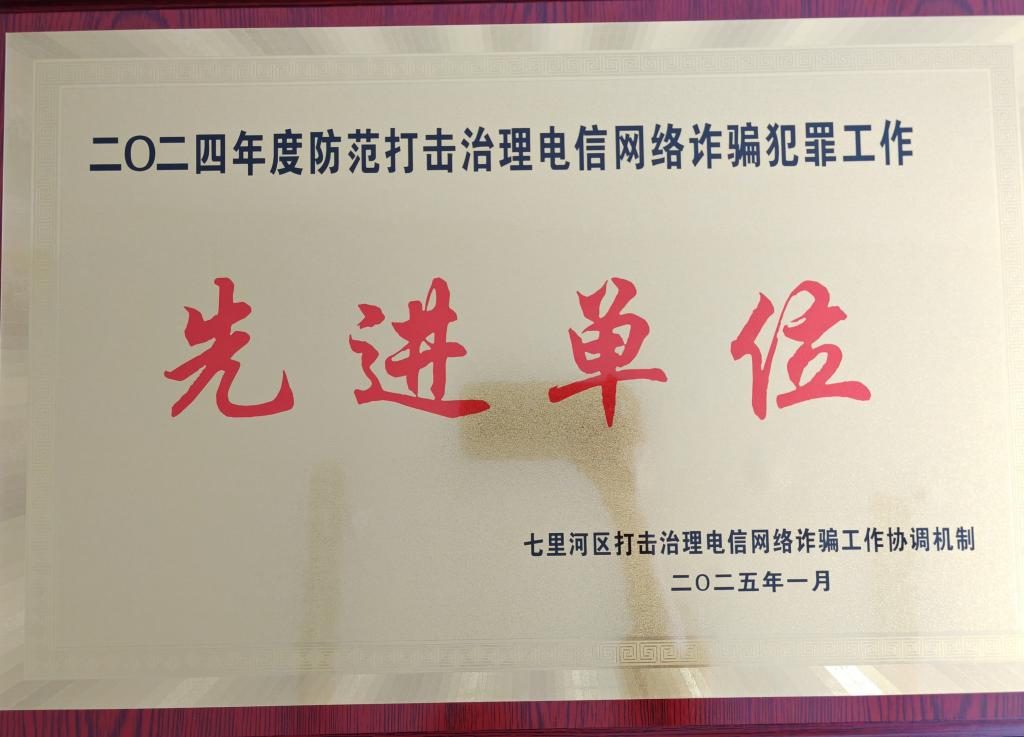 二〇二四年度防范打击治理电信网络诈骗犯罪工作
先进单位
七里河区打击治理电信网络诈骗工作协调机制
二〇二五年一月